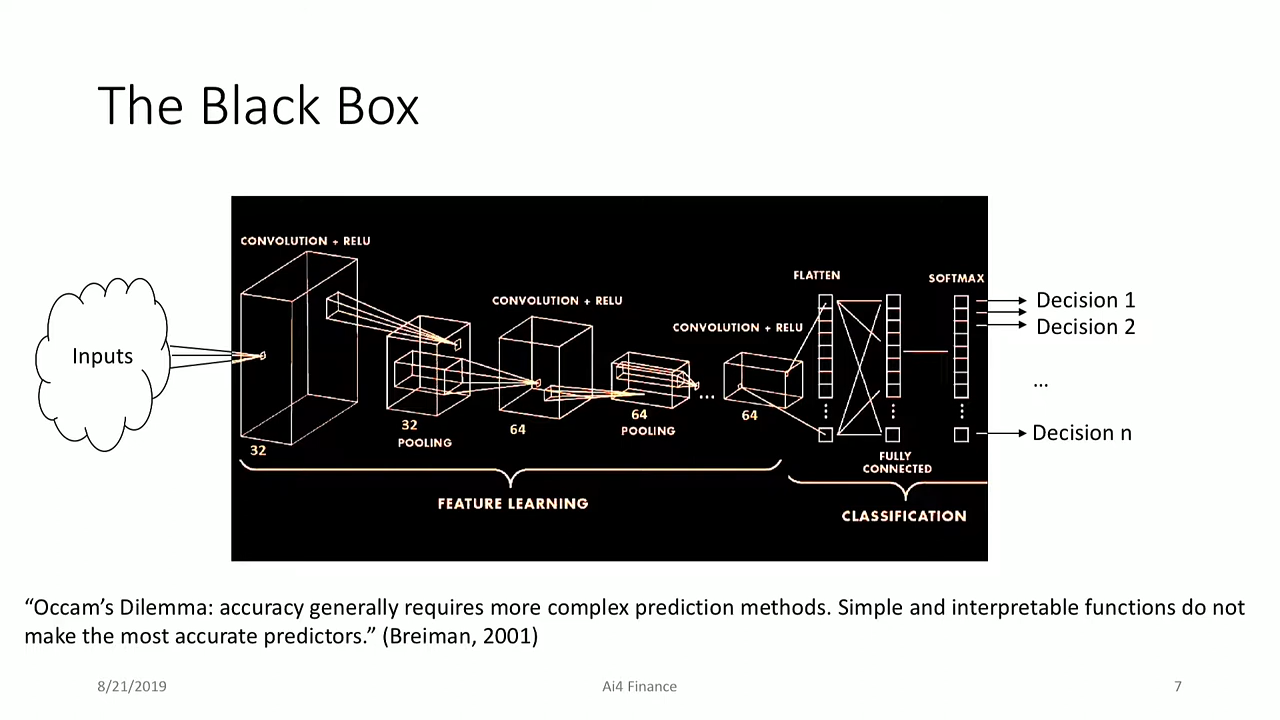 The Black Box
CONVOLUTION + RELU
CONVOLUTION + RELU
CONVOLUTION + RELU
FLATTEN
SOFTMAX
Inputs
Decision 1
Decision 2
...
Decision n
...
32
32
POOLING
64
64
POOLING
64
FULLY
CONNECTED
FEATURE LEARNING
CLASSIFICATION
“Occam’s Dilemma: accuracy generally requires more complex prediction methods. Simple and interpretable functions do not
make the most accurate predictors.” (Breiman, 2001)
8/21/2019
Ai4 Finance
7